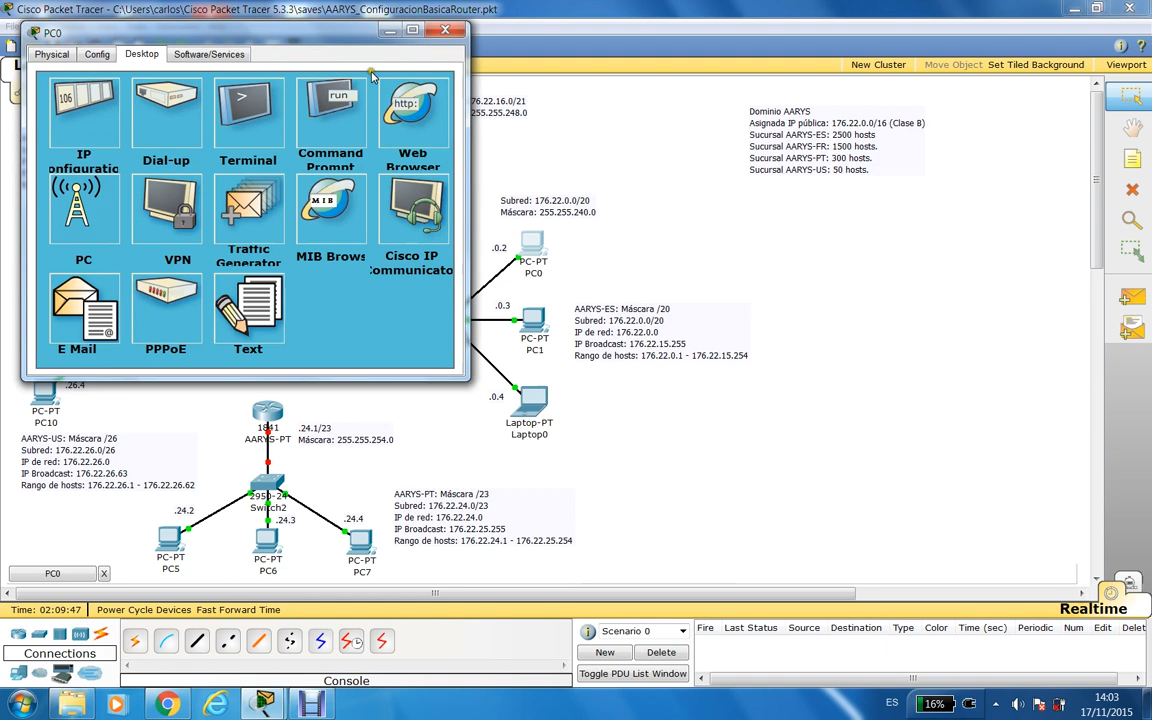 Cisco Packet Tracer - C:\Users\carlos\Cisco Packet Tracer 5.3.3\saves\AARYS_ConfiguracionBasicaRouter.pkt
PC0
Physical
Config
Desktop
Software/Services
New Cluster
Move Object
Set Tiled Background
Viewport
106
>
run
http:
IP
onfiguratio
Dial-up
Terminal
Command
Prompt
Web
Browser
MIB
PC
VPN
Traffic
Generator
MIB Brows
Cisco IP
ommunicato
@
E Mail
PPPoE
Text
76.22.16.0/21
255.255.248.0
Dominio AARYS
Asignada IP pública: 176.22.0.0/16 (Clase B)
Sucursal AARYS-ES: 2500 hosts
Sucursal AARYS-FR: 1500 hosts.
Sucursal AARYS-PT: 300 hosts.
Sucursal AARYS-US: 50 hosts.
Subred: 176.22.0.0/20
Máscara: 255.255.240.0
.0.2
PC-PT
PC0
.0.3
PC-PT
PC1
AARYS-ES: Máscara /20
Subred: 176.22.0.0/20
IP de red: 176.22.0.0
IP Broadcast: 176.22.15.255
Rango de hosts: 176.22.0.1 - 176.22.15.254
.0.4
Laptop-PT
Laptop0
.26.4
PC-PT
PC10
AARYS-US: Máscara /26
Subred: 176.22.26.0/26
IP de red: 176.22.26.0
IP Broadcast: 176.22.26.63
Rango de hosts: 176.22.26.1 - 176.22.26.62
1841
AARYS-PT
.24.1/23
Máscara: 255.255.254.0
2950-24
Switch2
.24.2
.24.3
.24.4
PC-PT
PC5
PC-PT
PC6
PC-PT
PC7
AARYS-PT: Máscara /23
Subred: 176.22.24.0/23
IP de red: 176.22.24.0
IP Broadcast: 176.22.25.255
Rango de hosts: 176.22.24.1 - 176.22.25.254
PC0
X
Time: 02:09:47
Power Cycle Devices Fast Forward Time
Realtime
Connections
Console
Scenario 0
New
Delete
Toggle PDU List Window
Fire
Last Status
Source
Destination
Type
Color
Time (sec)
Periodic
Num
Edit
Delet
ES
16%
14:03
17/11/2015